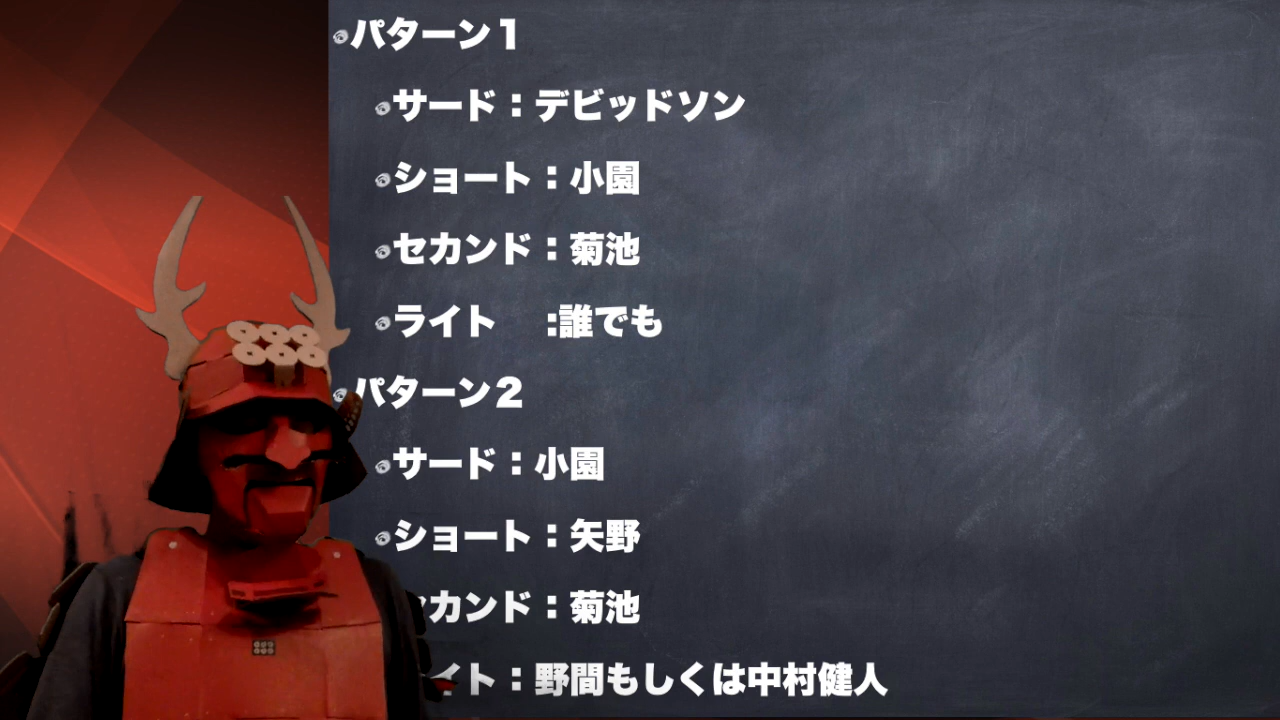 パターン１
サード：デビッドソン
ショート：小園
セカンド：菊池
ライト　:誰でも
パターン２
サード：小園
ショート：矢野
カンド：菊池
イト：野間もしくは中村健人